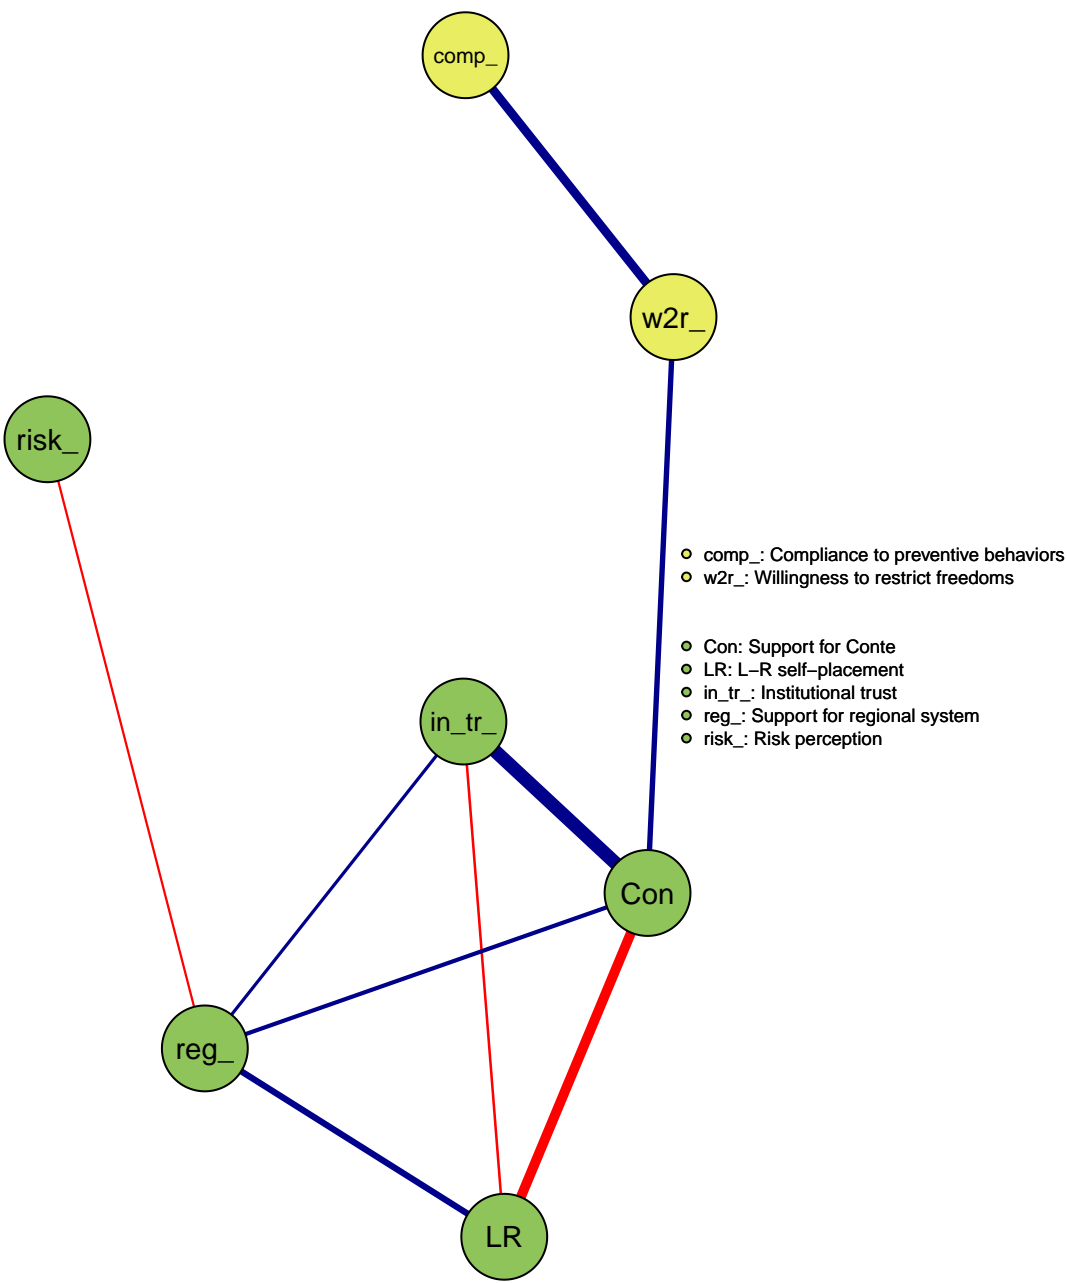 comp_
w2r_
risk_
comp_: Compliance to preventive behaviors
w2r_: Willingness to restrict freedoms
Con: Support for Conte
LR: L−R self−placement
in_tr_: Institutional trust
reg_: Support for regional system
risk_: Risk perception
in_tr_
Con
reg_
LR